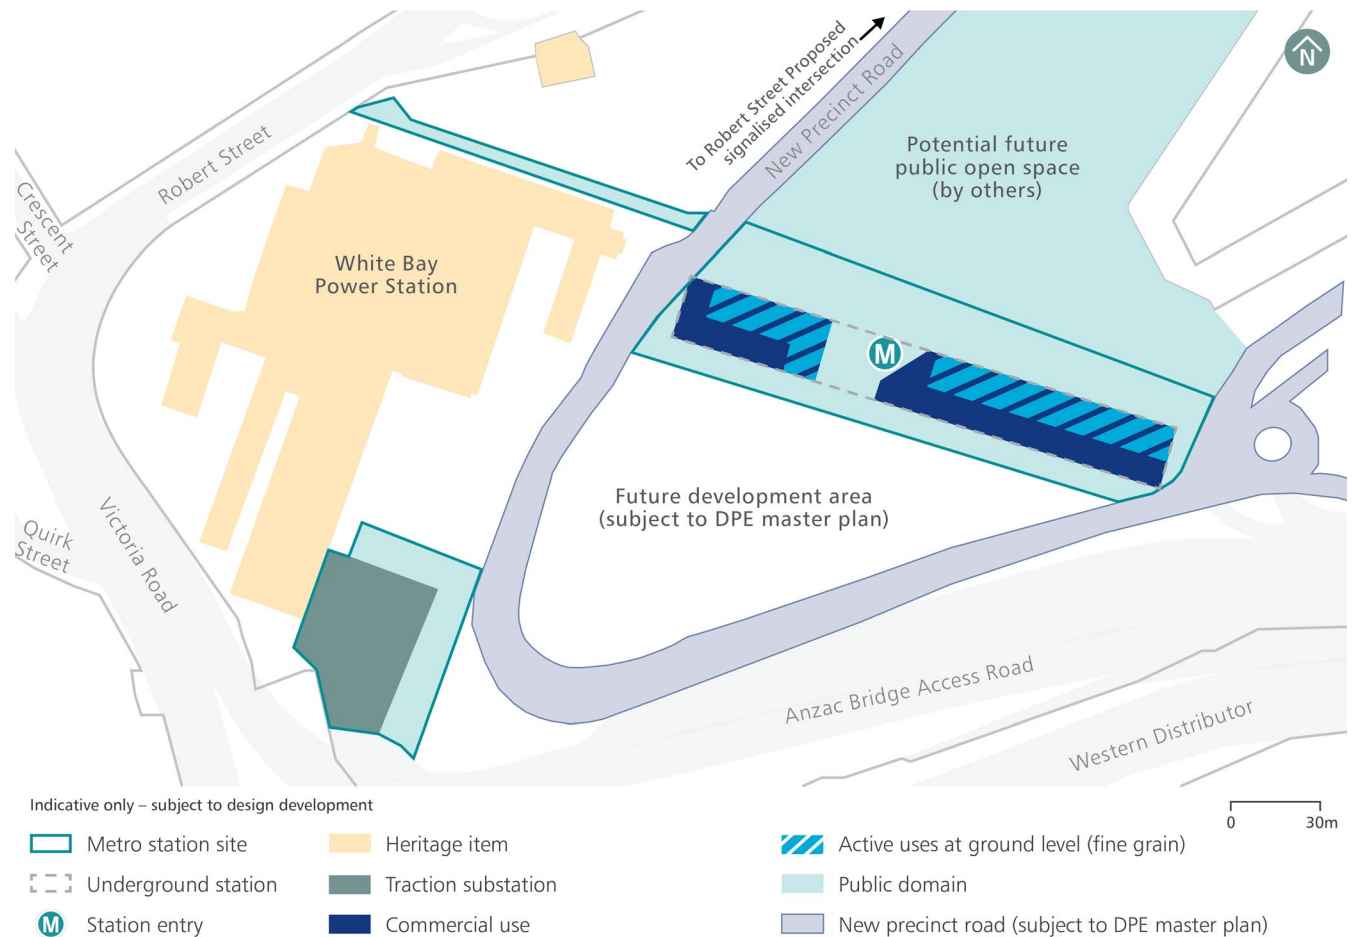 To Robert Street Proposed
signalised intersection
New Precinct Road
N
Robert Street
Potential future
public open space
(by others)
Crescent
Street
White Bay
Power Station
M
Future development area
(subject to DPE master plan)
Quirk
Street
Victoria Road
Anzac Bridge Access Road
Western Distributor
Indicative only – subject to design development
0 30m
Metro station site
Heritage item
Active uses at ground level (fine grain)
Underground station
Traction substation
Public domain
M Station entry
Commercial use
New precinct road (subject to DPE master plan)